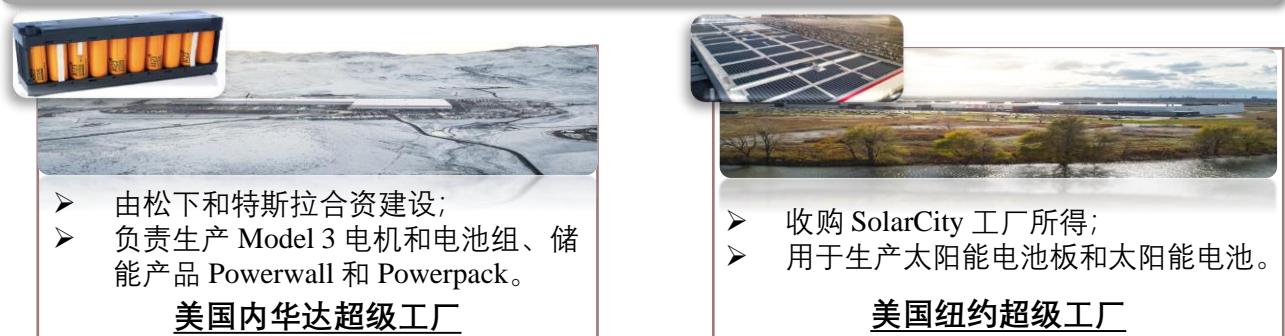 由松下和特斯拉合资建设；
负责生产 Model 3 电机和电池组、储
能产品 Powerwall 和 Powerpack。
美国内华达超级工厂
收购 SolarCity 工厂所得；
用于生产太阳能电池板和太阳能电池。
美国纽约超级工厂